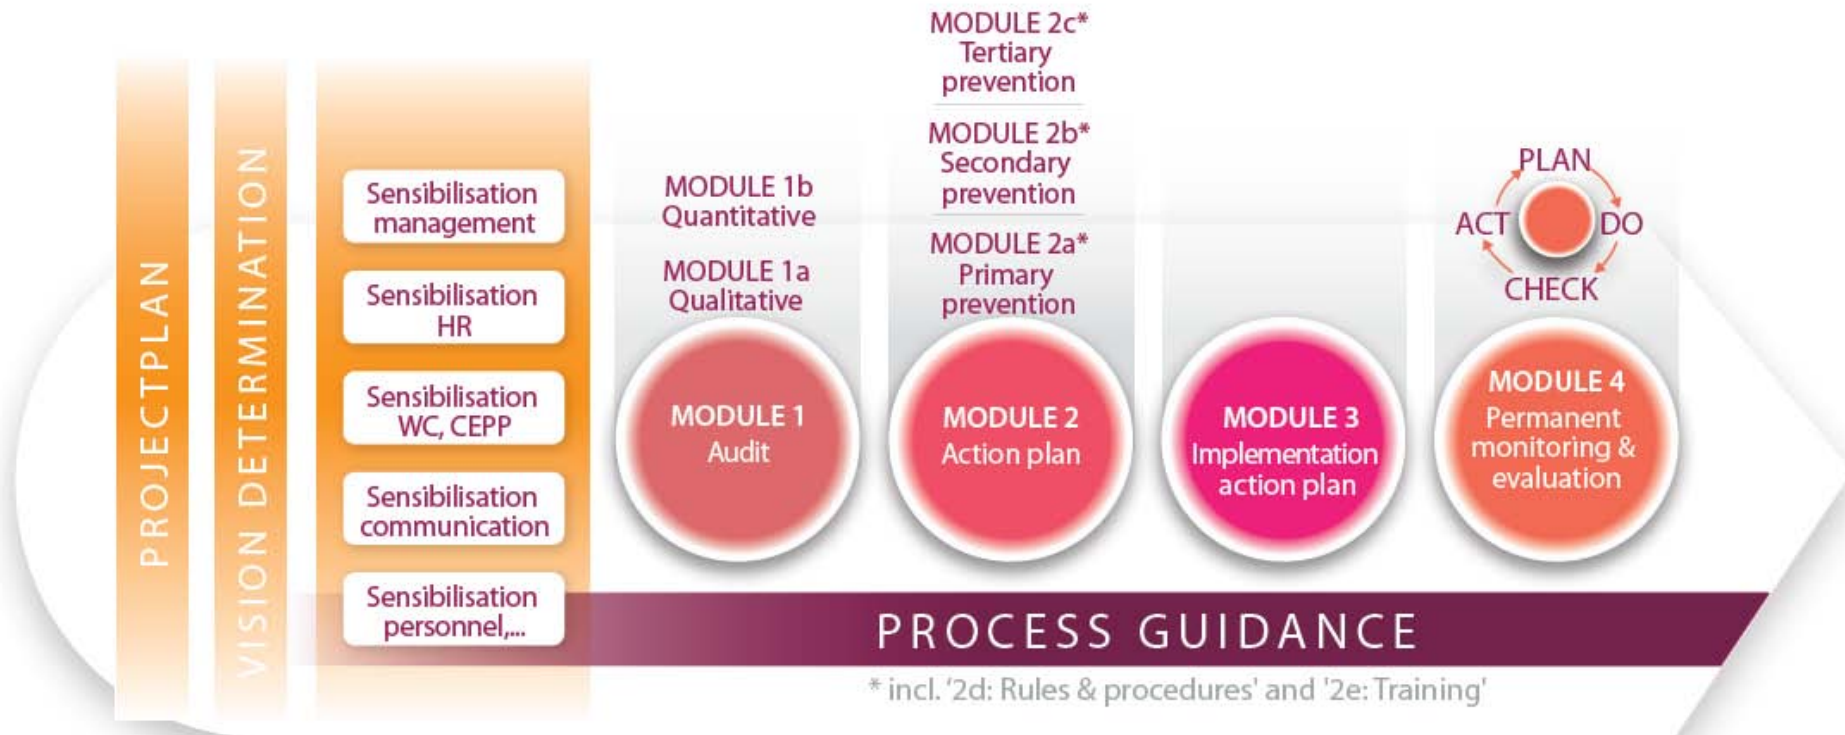 PROJECTPLAN
VISION DETERMINATION
Sensibilisation
management
Sensibilisation
HR
Sensibilisation
WC, CEPP
Sensibilisation
communication
Sensibilisation
personnel,...
MODULE 1b
Quantitative
MODULE 1a
Qualitative
MODULE 1
Audit
MODULE 2c*
Tertiary
prevention
MODULE 2b*
Secondary
prevention
MODULE 2a*
Primary
prevention
MODULE 2
Action plan
MODULE 3
Implementation
action plan
PLAN
DO
CHECK
ACT
MODULE 4
Permanent
monitoring &
evaluation
PROCESS GUIDANCE
* incl. ‘2d: Rules & procedures' and '2e: Training'